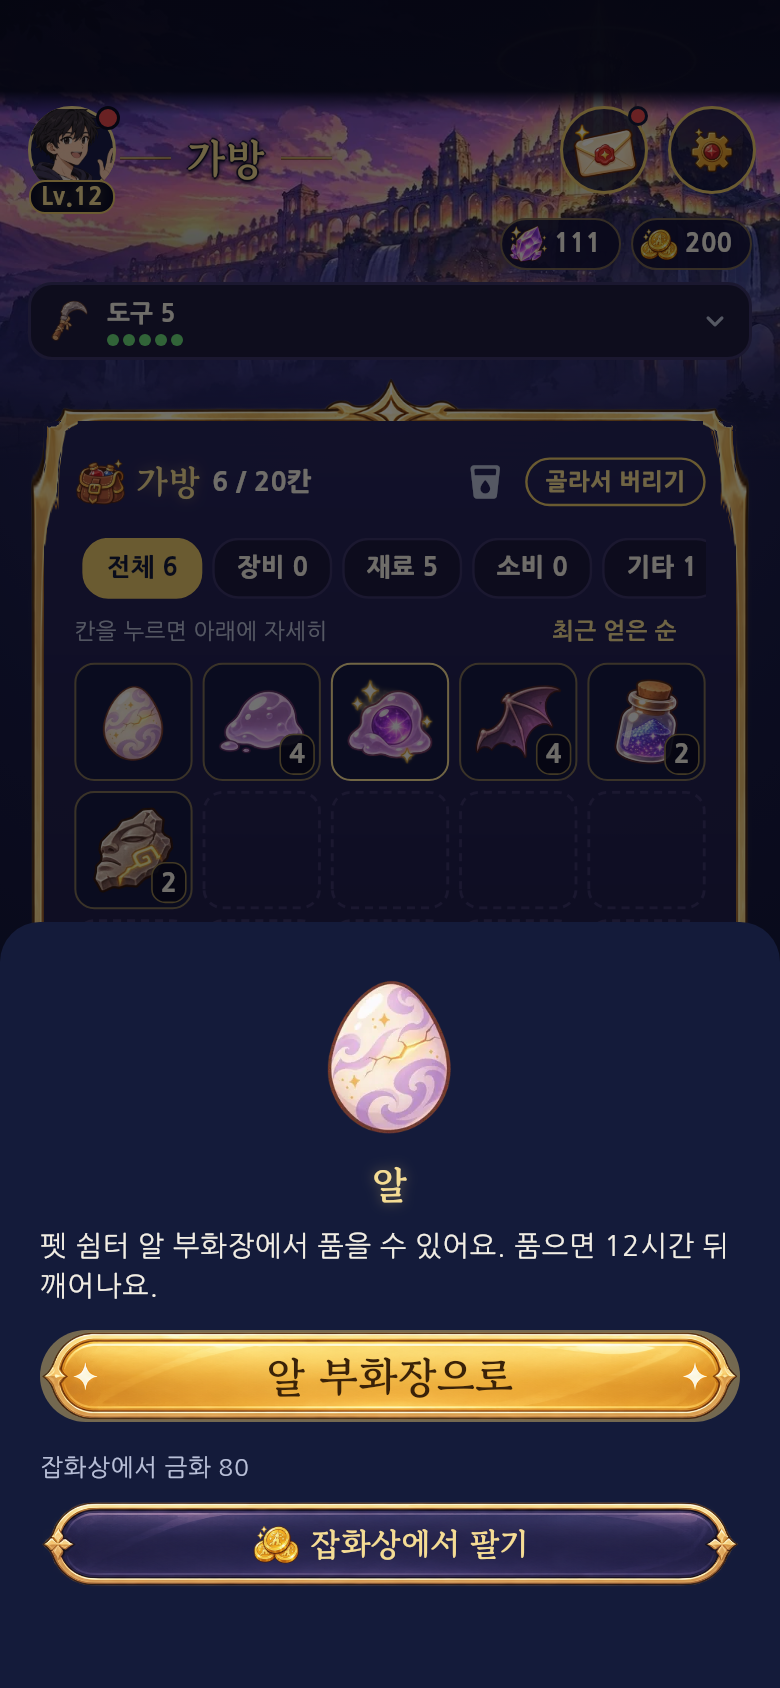 가방
Lv.12
111
200
도구 5
가방 6 / 20칸
골라서 버리기
전체 6
장비 0
재료 5
소비 0
기타 1
칸을 누르면 아래에 자세히
최근 얻은 순
4
4
2
2
알
펫 쉼터 알 부화장에서 품을 수 있어요. 품으면 12시간 뒤
깨어나요.
알 부화장으로
잡화상에서 금화 80
잡화상에서 팔기